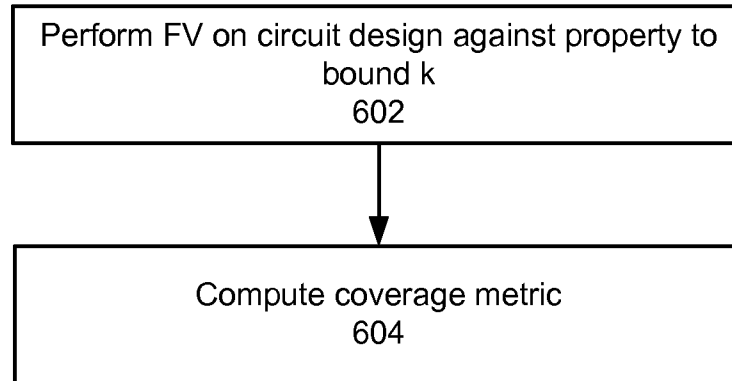 Perform FV on circuit design against property to
bound k
602
Compute coverage metric
604